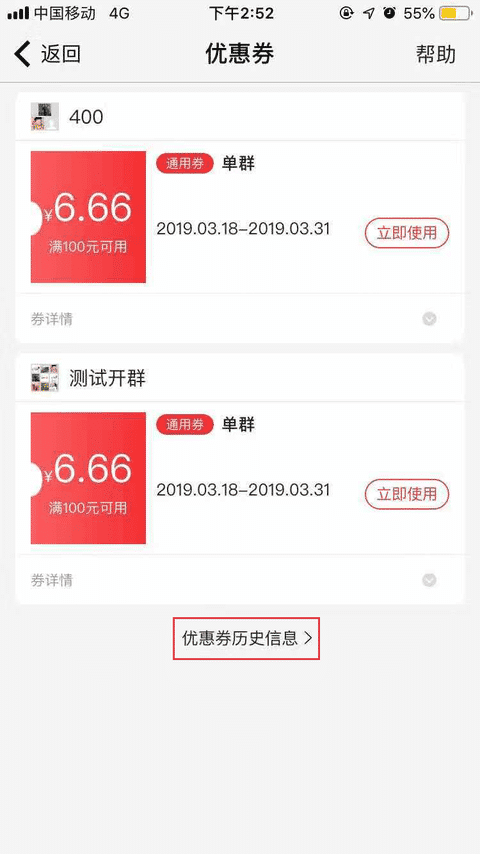 中国移动 4G 下午2:52 55%
返回 优惠券 帮助
400
通用券 单群
¥6.66
满100元可用
2019.03.18-2019.03.31
立即使用
券详情
测试开群
通用券 单群
¥6.66
满100元可用
2019.03.18-2019.03.31
立即使用
券详情
优惠券历史信息 >